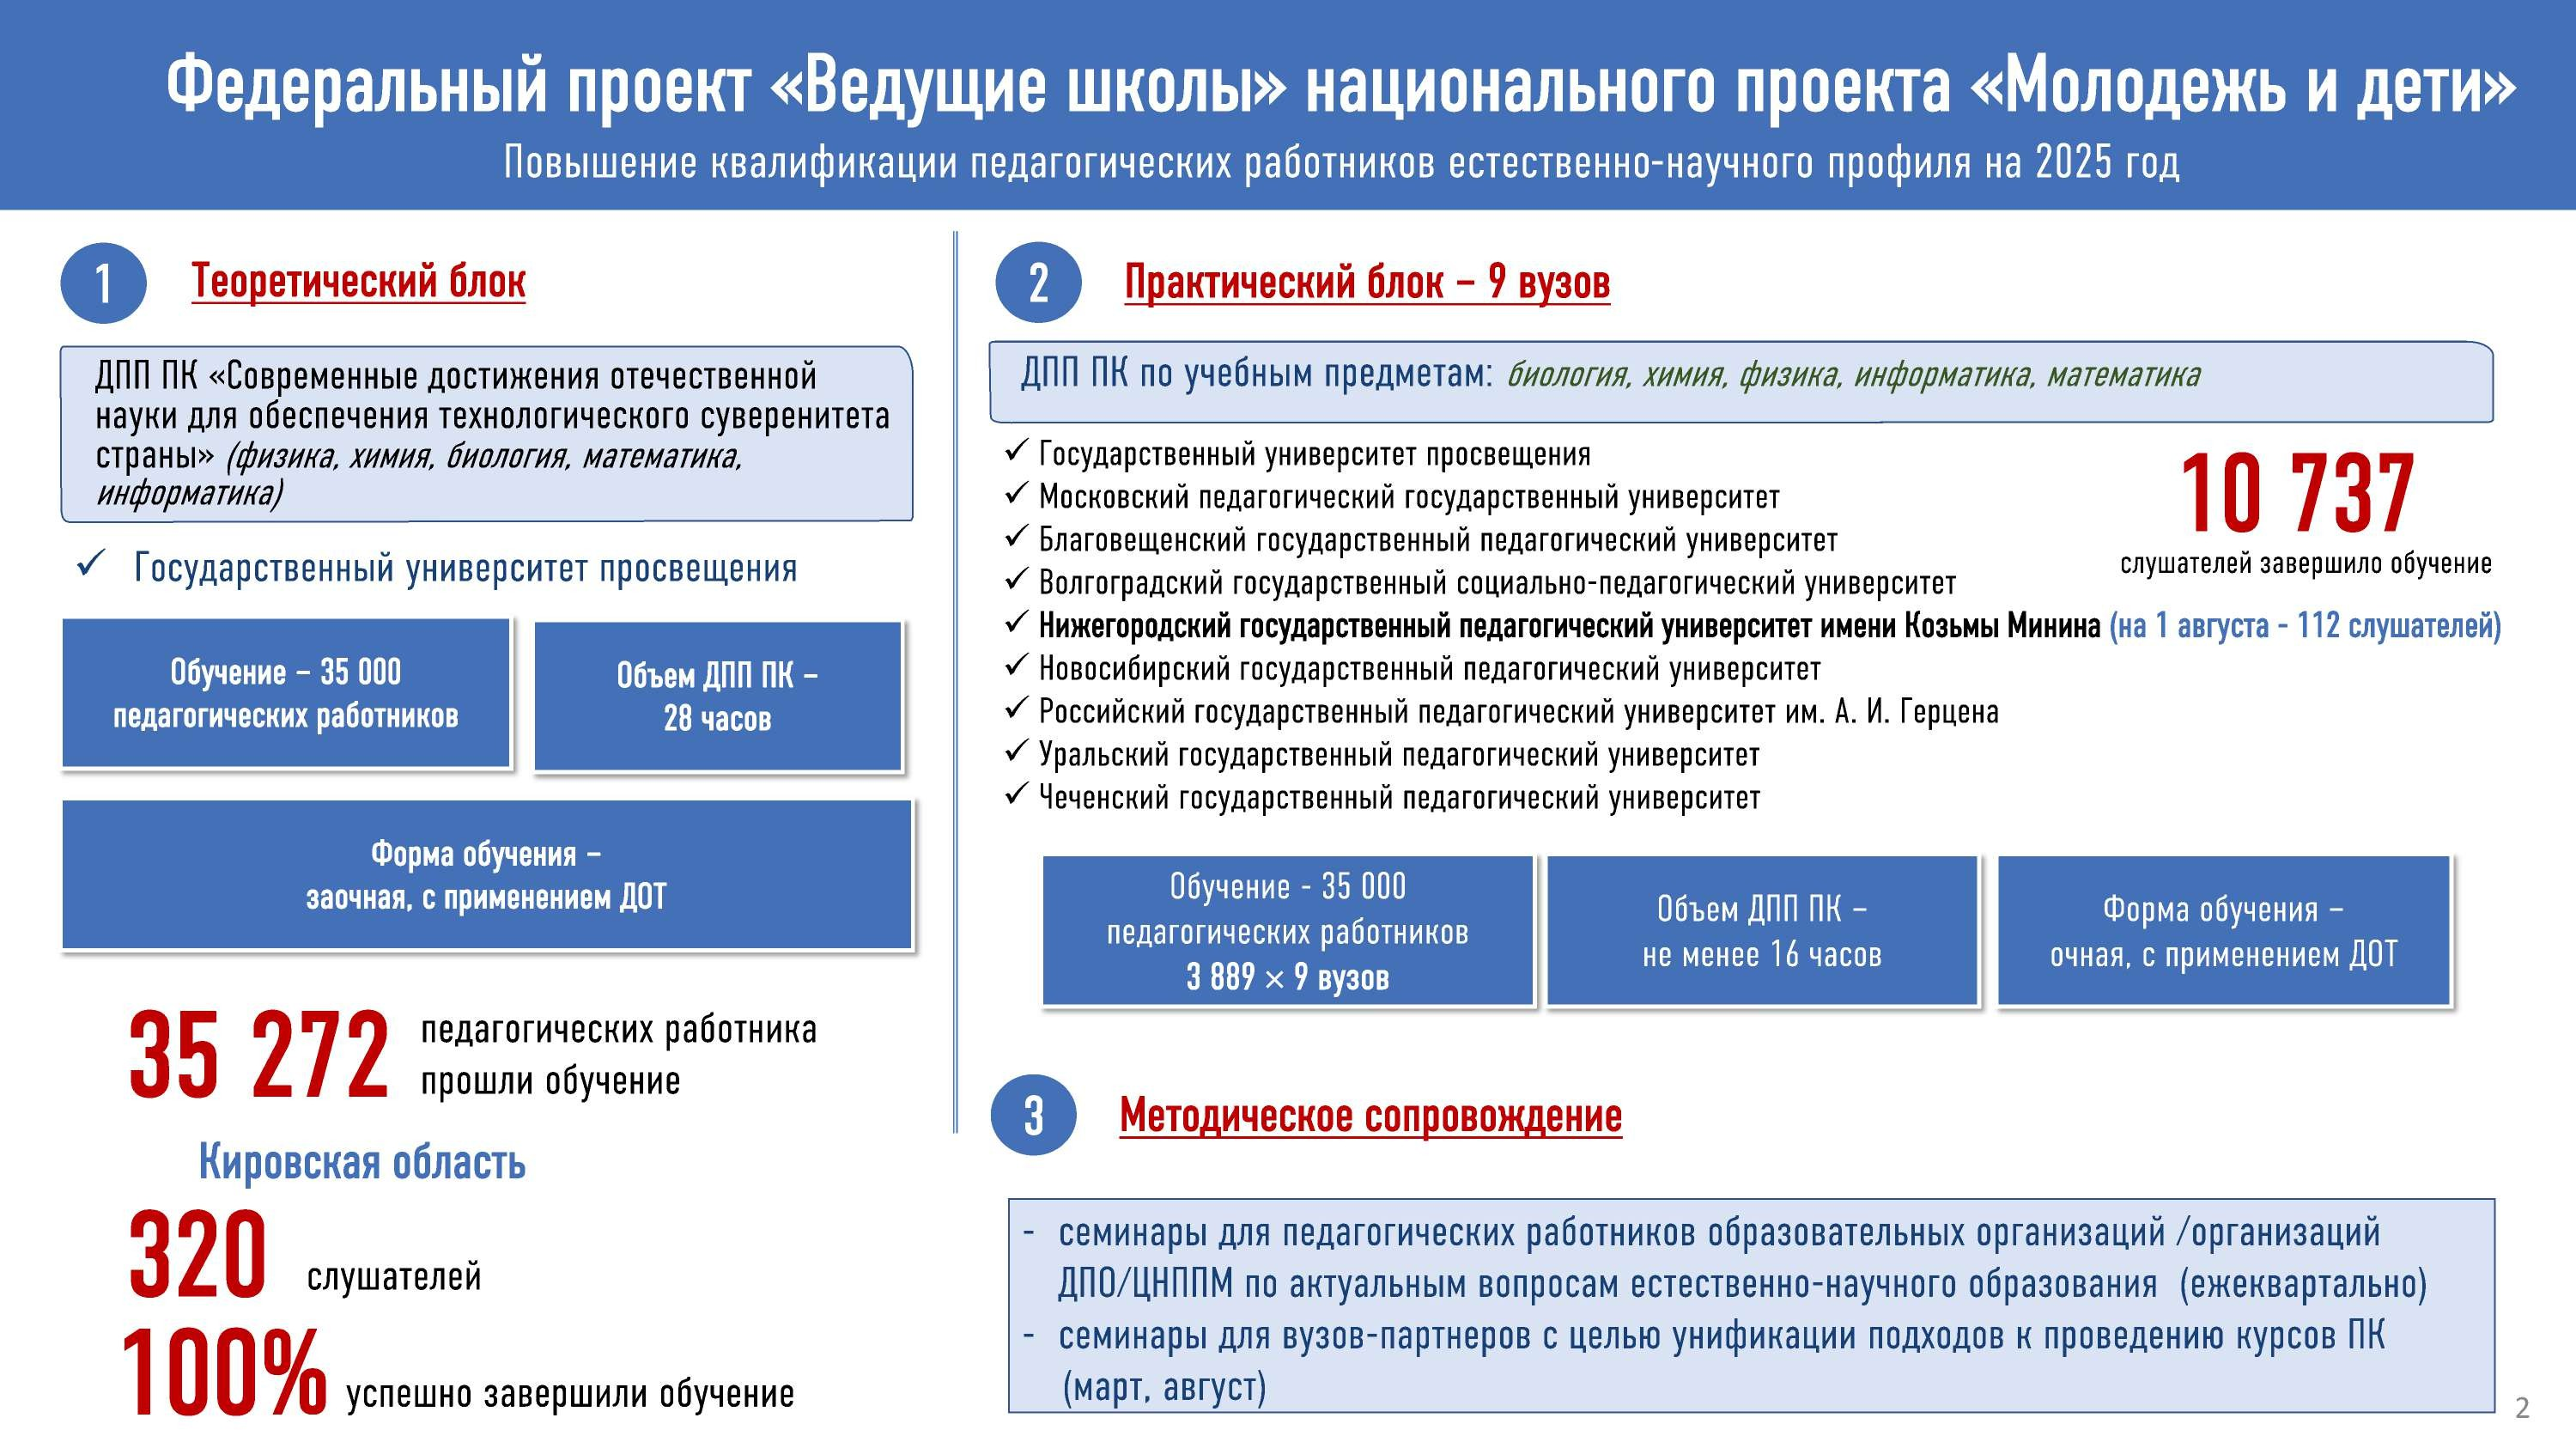 Федеральный проект «Ведущие школы» национального проекта «Молодежь и дети»
Повышение квалификации педагогических работников естественно-научного профиля на 2025 год
1
Теоретический блок
ДПП ПК «Современные достижения отечественной
науки для обеспечения технологического суверенитета
страны» (физика, химия, биология, математика,
информатика)
✓ Государственный университет просвещения
Обучение – 35 000
педагогических работников
Объем ДПП ПК –
28 часов
Форма обучения –
заочная, с применением ДОТ
35 272
педагогических работника
прошли обучение
Кировская область
320 слушателей
100% успешно завершили обучение
2
Практический блок – 9 вузов
ДПП ПК по учебным предметам: биология, химия, физика, информатика, математика
✓ Государственный университет просвещения
✓ Московский педагогический государственный университет
✓ Благовещенский государственный педагогический университет
✓ Волгоградский государственный социально-педагогический университет
✓ Нижегородский государственный педагогический университет имени Козьмы Минина (на 1 августа - 112 слушателей)
✓ Новосибирский государственный педагогический университет
✓ Российский государственный педагогический университет им. А. И. Герцена
✓ Уральский государственный педагогический университет
✓ Чеченский государственный педагогический университет
10 737
слушателей завершило обучение
Обучение - 35 000
педагогических работников
3 889 × 9 вузов
Объем ДПП ПК –
не менее 16 часов
Форма обучения –
очная, с применением ДОТ
3
Методическое сопровождение
- семинары для педагогических работников образовательных организаций /организаций
ДПО/ЦНППМ по актуальным вопросам естественно-научного образования (ежеквартально)
- семинары для вузов-партнеров с целью унификации подходов к проведению курсов ПК
(март, август)
2